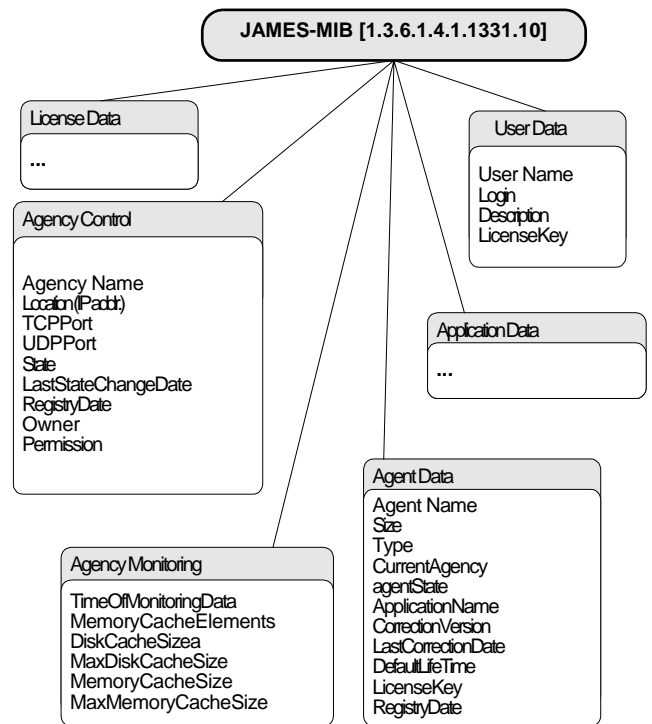 JAMES-MIB [1.3.6.1.4.1.1331.10]
License Data
...
User Data
User Name
Login
Description
LicenseKey
Agency Control
Agency Name
Location (IP addr.)
TCPPort
UDPPort
State
LastStateChangeDate
RegistryDate
Owner
Permission
Application Data
...
Agent Data
Agent Name
Size
Type
CurrentAgency
agentState
ApplicationName
CorrectionVersion
LastCorrectionDate
DefaultLifeTime
LicenseKey
RegistryDate
Agency Monitoring
TimeOfMonitoringData
MemoryCacheElements
DiskCacheSizea
MaxDiskCacheSize
MemoryCacheSize
MaxMemoryCacheSize